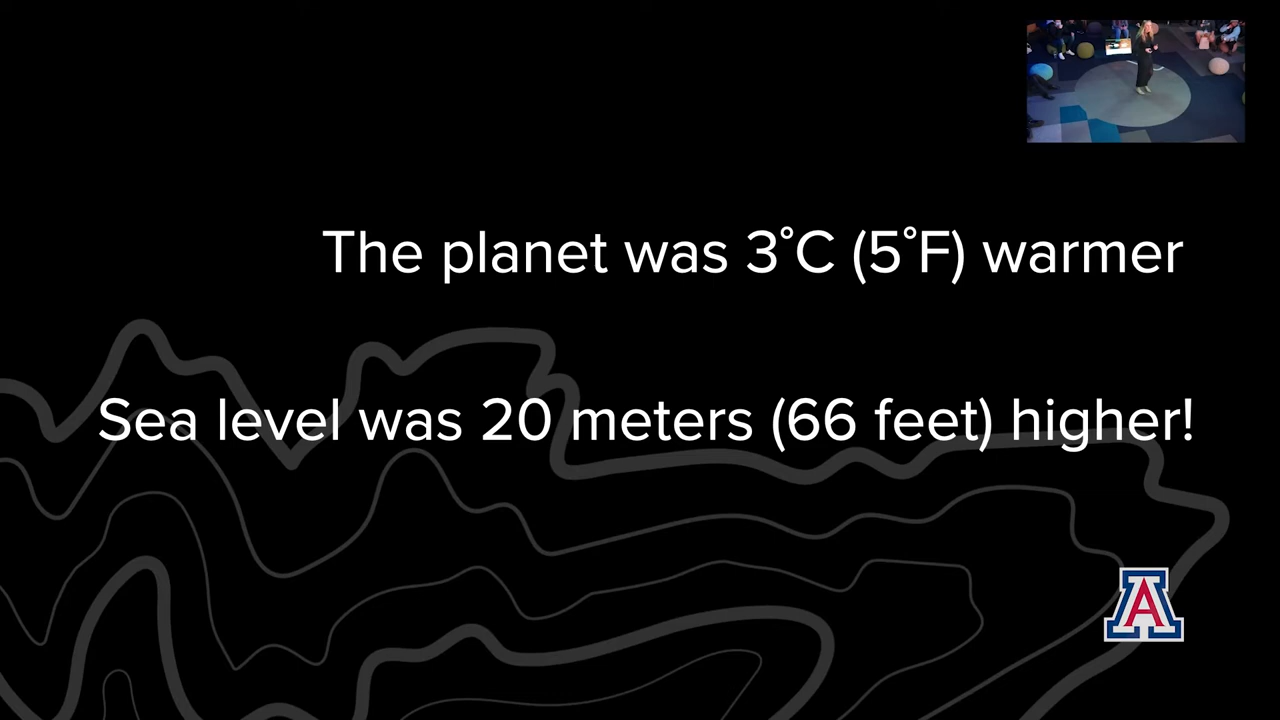 The planet was 3°C (5°F) warmer
Sea level was 20 meters (66 feet) higher!
A